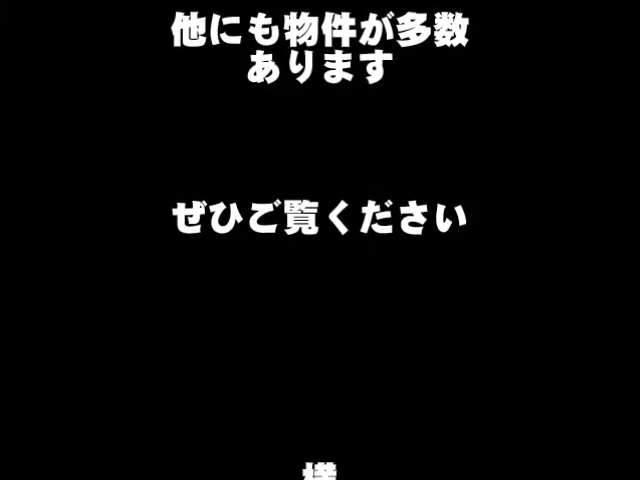 他にも物件が多数
あります
ぜひご覧ください